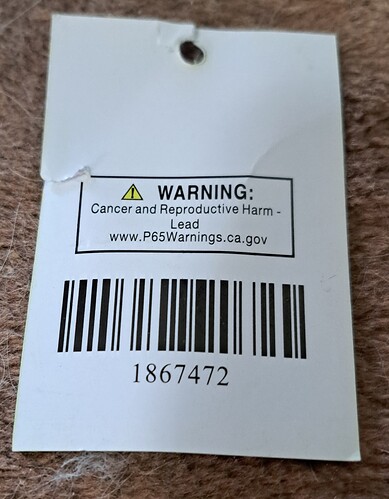 WARNING:
Cancer and Reproductive Harm -
Lead
www.P65Warnings.ca.gov
1867472